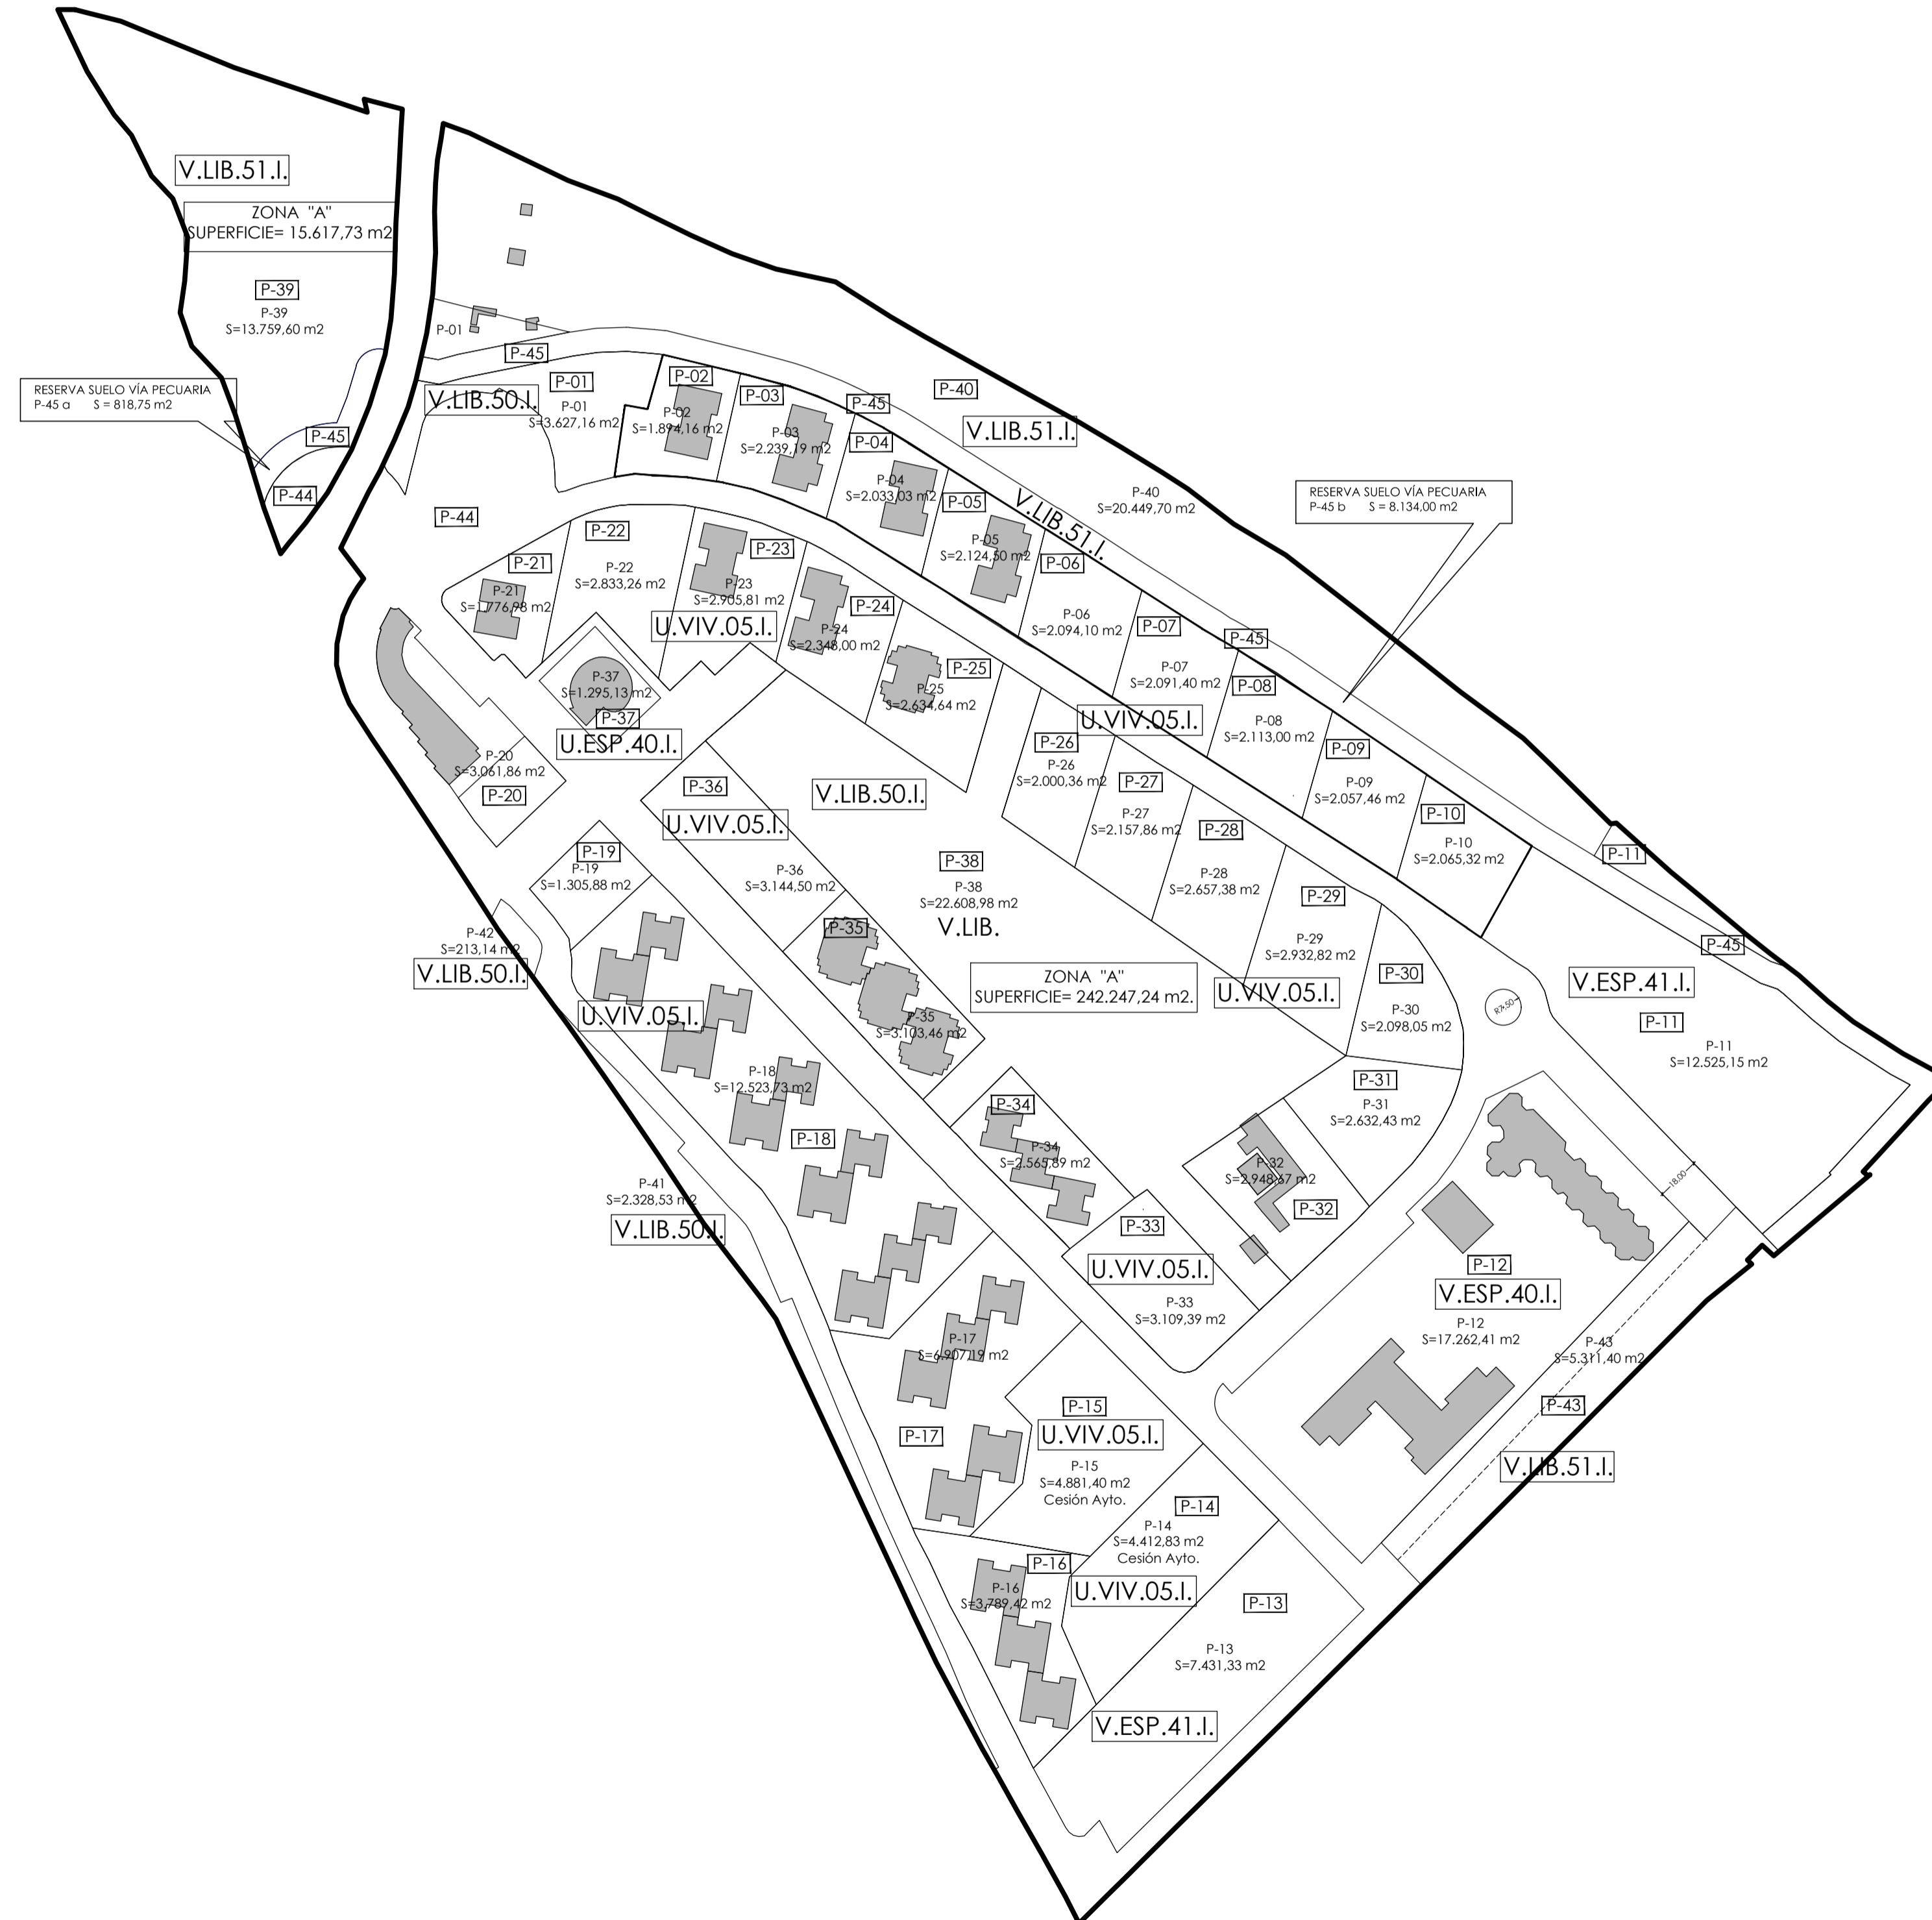 V.LIB.51.I.
ZONA "A"
SUPERFICIE= 15.617,73 m2
P-39
P-39
S=13.759,60 m2
RESERVA SUELO VÍA PECUARIA
P-45 a S = 818,75 m2
P-45
P-44
P-01
P-45
V.LIB.50.I.
P-01
P-01
S=3.627,16 m2
P-02
P-02
S=1.894,16 m2
P-03
P-03
S=2.239,19 m2
P-45
P-04
P-04
S=2.033,03 m2
P-40
V.LIB.51.I.
P-40
S=20.449,70 m2
P-05
P-05
S=2.124,50 m2
V.LIB.51.I.
RESERVA SUELO VÍA PECUARIA
P-45 b S = 8.134,00 m2
P-44
P-21
P-21
S=1.776,98 m2
P-22
P-22
S=2.833,26 m2
P-23
P-23
S=2.905,81 m2
U.VIV.05.I.
P-24
P-24
S=2.348,00 m2
P-25
P-25
S=2.634,64 m2
P-06
P-06
S=2.094,10 m2
P-07
P-07
S=2.091,40 m2
P-45
P-08
P-08
S=2.113,00 m2
U.VIV.05.I.
P-09
P-09
S=2.057,46 m2
P-10
P-10
S=2.065,32 m2
P-11
P-45
P-37
S=1.295,13 m2
P-37
U.ESP.40.I.
P-20
S=3.061,86 m2
P-20
P-36
U.VIV.05.I.
P-36
S=3.144,50 m2
V.LIB.50.I.
P-38
P-38
S=22.608,98 m2
V.LIB.
P-26
P-26
S=2.000,36 m2
P-27
P-27
S=2.157,86 m2
P-28
P-28
S=2.657,38 m2
P-29
P-29
S=2.932,82 m2
U.VIV.05.I.
P-30
P-30
S=2.098,05 m2
R7,50
V.ESP.41.I.
P-11
P-11
S=12.525,15 m2
P-19
P-19
S=1.305,88 m2
P-42
S=213,14 m2
V.LIB.50.I.
U.VIV.05.I.
P-35
P-35
S=3.103,46 m2
ZONA "A"
SUPERFICIE= 242.247,24 m2.
P-18
S=12.523,73 m2
P-18
P-34
P-34
S=2.565,89 m2
P-31
P-31
S=2.632,43 m2
P-32
S=2.948,67 m2
P-32
18.00
P-41
S=2.328,53 m2
V.LIB.50.I.
P-33
U.VIV.05.I.
P-33
S=3.109,39 m2
P-12
V.ESP.40.I.
P-12
S=17.262,41 m2
P-43
S=5.311,40 m2
P-43
V.LIB.51.I.
P-17
S=6.907,19 m2
P-17
P-15
U.VIV.05.I.
P-15
S=4.881,40 m2
Cesión Ayto.
P-14
P-14
S=4.412,83 m2
Cesión Ayto.
U.VIV.05.I.
P-16
P-16
S=3.789,42 m2
P-13
P-13
S=7.431,33 m2
V.ESP.41.I.